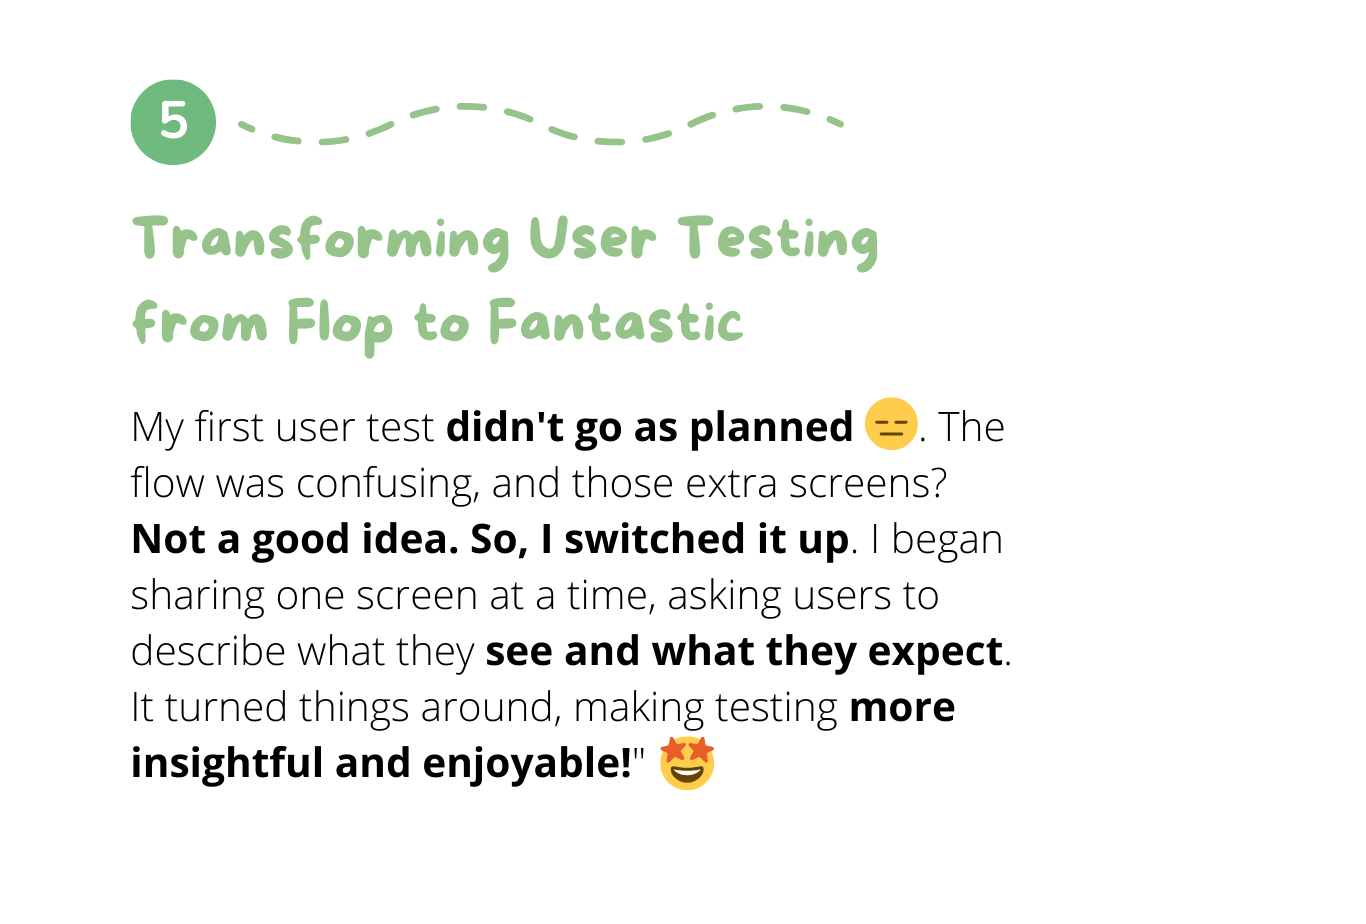 5
Transforming User Testing
from Flop to Fantastic
My first user test didn't go as planned 😑. The
flow was confusing, and those extra screens?
Not a good idea. So, I switched it up. I began
sharing one screen at a time, asking users to
describe what they see and what they expect.
It turned things around, making testing more
insightful and enjoyable!" 🤩